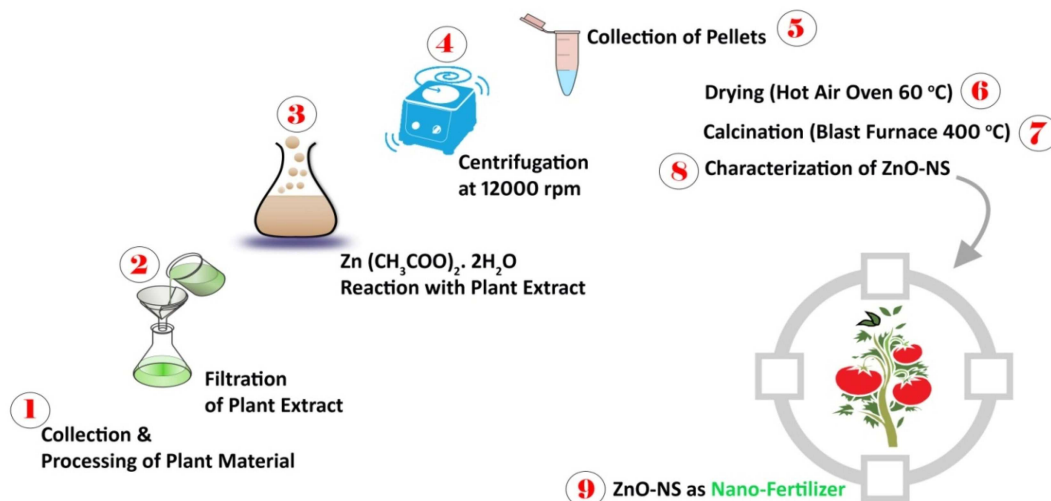 1
Collection &
Processing of Plant Material
2
Filtration
of Plant Extract
3
Zn (CH₃COO)₂. 2H₂O
Reaction with Plant Extract
4
Centrifugation
at 12000 rpm
Collection of Pellets 5
Drying (Hot Air Oven 60 °C) 6
Calcination (Blast Furnace 400 °C) 7
8 Characterization of ZnO-NS
9 ZnO-NS as Nano-Fertilizer